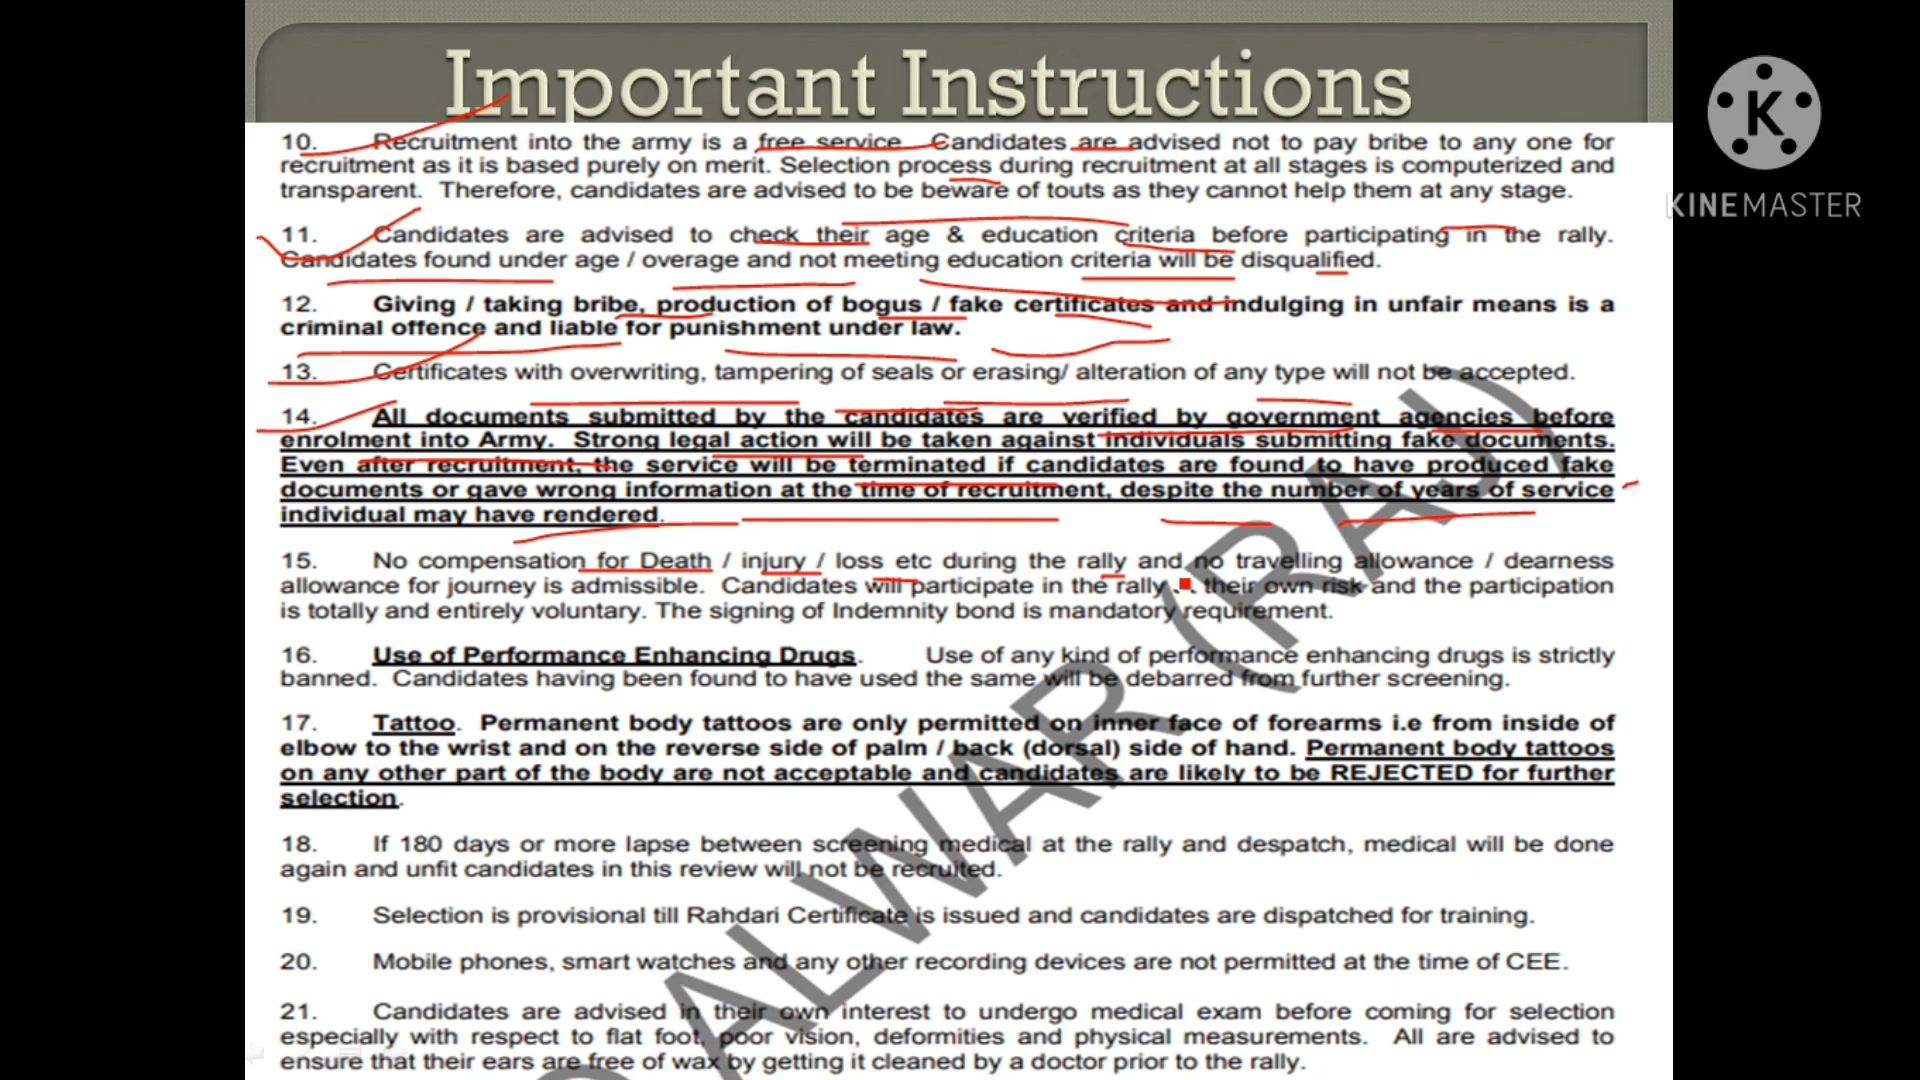 Important Instructions
K
KINEMASTER
10. Recruitment into the army is a free service. Candidates are advised not to pay bribe to any one for
recruitment as it is based purely on merit. Selection process during recruitment at all stages is computerized and
transparent. Therefore, candidates are advised to be beware of touts as they cannot help them at any stage.
11. Candidates are advised to check their age & education criteria before participating in the rally.
Candidates found under age / overage and not meeting education criteria will be disqualified.
12. Giving / taking bribe, production of bogus / fake certificates and indulging in unfair means is a
criminal offence and liable for punishment under law.
13. Certificates with overwriting, tampering of seals or erasing/ alteration of any type will not be accepted.
14. All documents submitted by the candidates are verified by government agencies before
enrolment into Army. Strong legal action will be taken against individuals submitting fake documents.
Even after recruitment, the service will be terminated if candidates are found to have produced fake
documents or gave wrong information at the time of recruitment, despite the number of years of service
individual may have rendered.
15. No compensation for Death / injury / loss etc during the rally and no travelling allowance / dearness
allowance for journey is admissible. Candidates will participate in the rally their own risk and the participation
is totally and entirely voluntary. The signing of Indemnity bond is mandatory requirement.
16. Use of Performance Enhancing Drugs. Use of any kind of performance enhancing drugs is strictly
banned. Candidates having been found to have used the same will be debarred from further screening.
17. Tattoo. Permanent body tattoos are only permitted on inner face of forearms i.e from inside of
elbow to the wrist and on the reverse side of palm / back (dorsal) side of hand. Permanent body tattoos
on any other part of the body are not acceptable and candidates are likely to be REJECTED for further
selection.
18. If 180 days or more lapse between screening medical at the rally and despatch, medical will be done
again and unfit candidates in this review will not be recruited.
19. Selection is provisional till Rahdari Certificate is issued and candidates are dispatched for training.
20. Mobile phones, smart watches and any other recording devices are not permitted at the time of CEE.
21. Candidates are advised in their own interest to undergo medical exam before coming for selection
especially with respect to flat foot, poor vision, deformities and physical measurements. All are advised to
ensure that their ears are free of wax by getting it cleaned by a doctor prior to the rally.
ALWAR (RAJ)